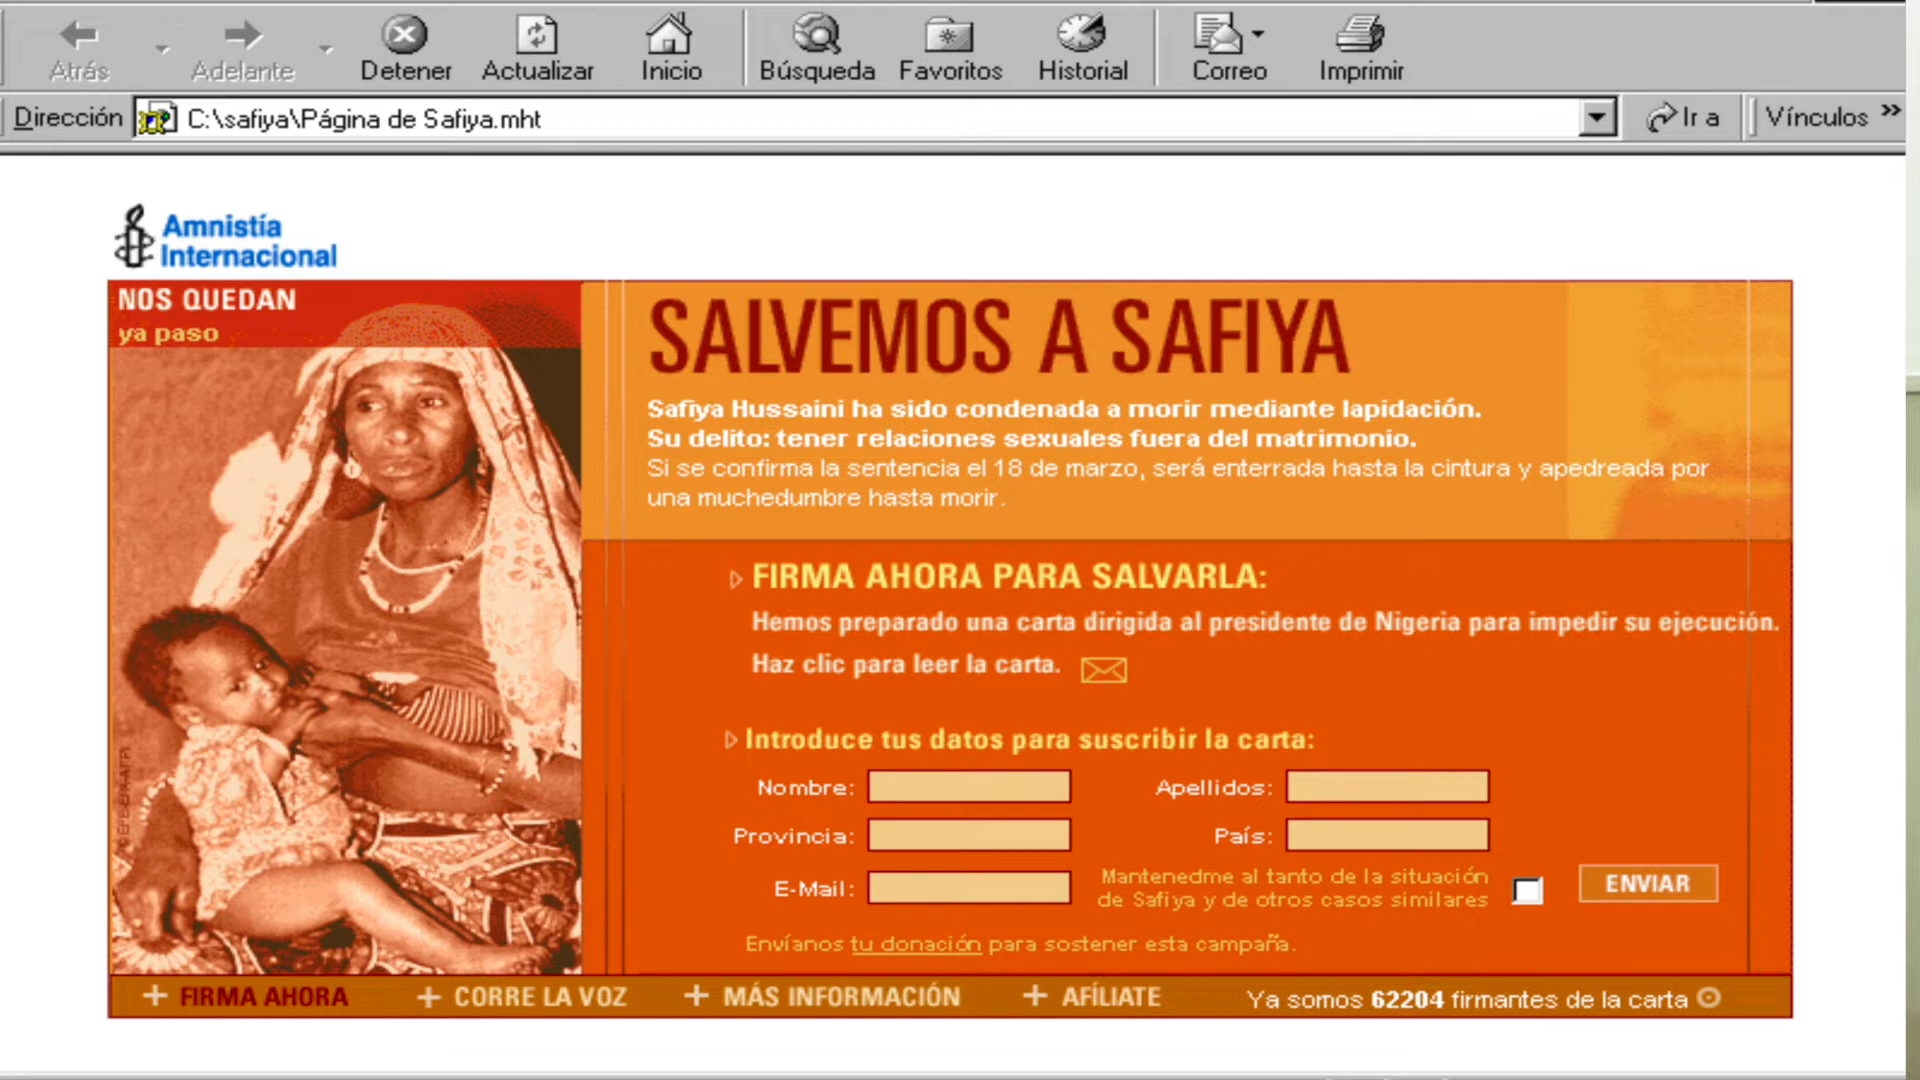 Atrás Adelante Detener Actualizar Inicio Búsqueda Favoritos Historial Correo Imprimir
Dirección C:\safiya\Página de Safiya.mht Ir a Vínculos »
Amnistía
Internacional
NOS QUEDAN
ya paso
SALVEMOS A SAFIYA
Safiya Hussaini ha sido condenada a morir mediante lapidación.
Su delito: tener relaciones sexuales fuera del matrimonio.
Si se confirma la sentencia el 18 de marzo, será enterrada hasta la cintura y apedreada por
una muchedumbre hasta morir.
FIRMA AHORA PARA SALVARLA:
Hemos preparado una carta dirigida al presidente de Nigeria para impedir su ejecución.
Haz clic para leer la carta.
Introduce tus datos para suscribir la carta:
Nombre: Apellidos:
Provincia: País:
E-Mail: Mantenedme al tanto de la situación
de Safiya y de otros casos similares
ENVIAR
Envíanos tu donación para sostener esta campaña.
+ FIRMA AHORA + CORRE LA VOZ + MÁS INFORMACIÓN + AFÍLIATE Ya somos 62204 firmantes de la carta